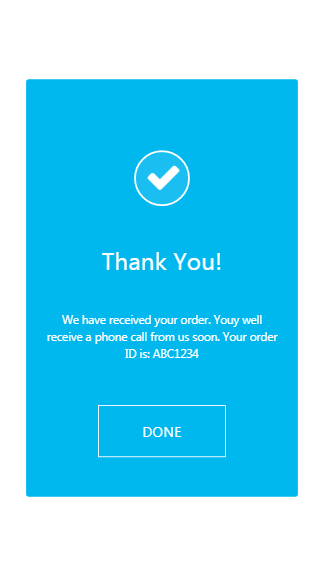 Thank You!
We have received your order. Youy well
receive a phone call from us soon. Your order
ID is: ABC1234
DONE